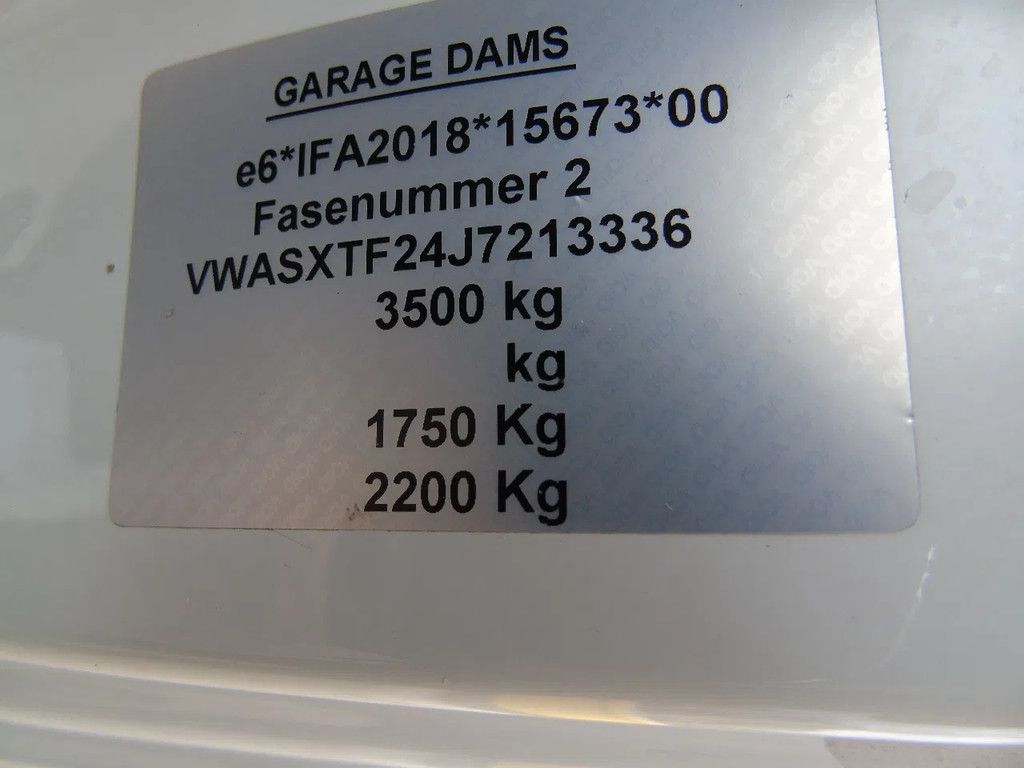 GARAGE DAMS
e6*IFA2018*15673*00
Fasenummer 2
VWASXTF24J7213336
3500 kg
kg
1750 Kg
2200 Kg